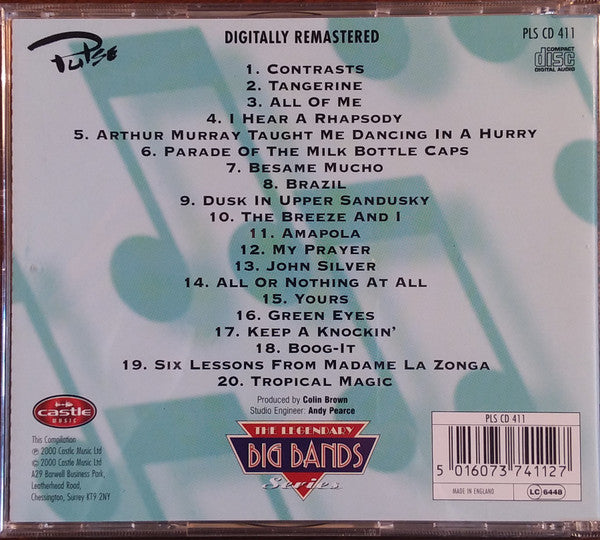 Pulse
DIGITALLY REMASTERED
PLS CD 411
COMPACT
disc
DIGITAL AUDIO
1. CONTRASTS
2. TANGERINE
3. ALL OF ME
4. I HEAR A RHAPSODY
5. ARTHUR MURRAY TAUGHT ME DANCING IN A HURRY
6. PARADE OF THE MILK BOTTLE CAPS
7. BESAME MUCHO
8. BRAZIL
9. DUSK IN UPPER SANDUSKY
10. THE BREEZE AND I
11. AMAPOLA
12. MY PRAYER
13. JOHN SILVER
14. ALL OR NOTHING AT ALL
15. YOURS
16. GREEN EYES
17. KEEP A KNOCKIN'
18. BOOG-IT
19. SIX LESSONS FROM MADAME LA ZONGA
20. TROPICAL MAGIC
Produced by Colin Brown
Studio Engineer: Andy Pearce
castle
MUSIC
This Compilation
℗ 2000 Castle Music Ltd
© 2000 Castle Music Ltd
A29 Barwell Business Park,
Leatherhead Road,
Chessington, Surrey KT9 2NY
THE LEGENDARY
BIG BANDS
Series
PLS CD 411
5 016073 741127
MADE IN ENGLAND
LC 6448